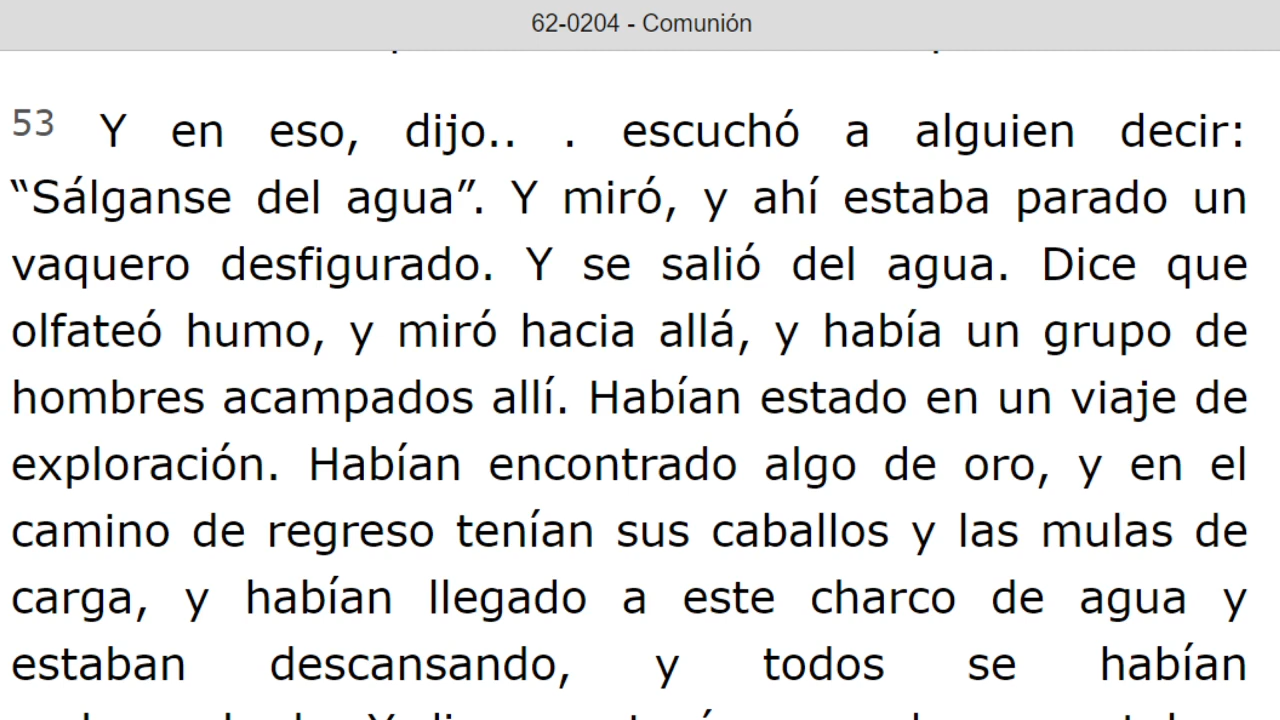 62-0204 - Comunión
53 Y en eso, dijo.. . escuchó a alguien decir:
“Sálganse del agua”. Y miró, y ahí estaba parado un
vaquero desfigurado. Y se salió del agua. Dice que
olfateó humo, y miró hacia allá, y había un grupo de
hombres acampados allí. Habían estado en un viaje de
exploración. Habían encontrado algo de oro, y en el
camino de regreso tenían sus caballos y las mulas de
carga, y habían llegado a este charco de agua y
estaban descansando, y todos se habían